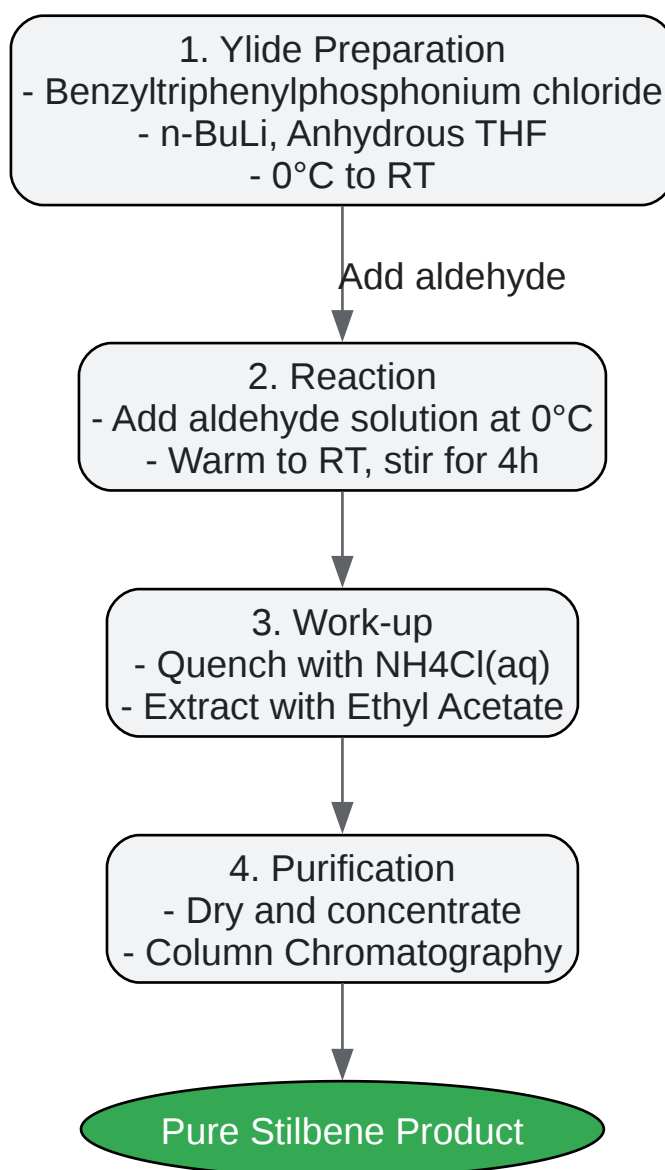 1. Ylide Preparation
- Benzyltriphenylphosphonium chloride
- n-BuLi, Anhydrous THF
- 0°C to RT
Add aldehyde
2. Reaction
- Add aldehyde solution at 0°C
- Warm to RT, stir for 4h
3. Work-up
- Quench with NH4Cl(aq)
- Extract with Ethyl Acetate
4. Purification
- Dry and concentrate
- Column Chromatography
Pure Stilbene Product